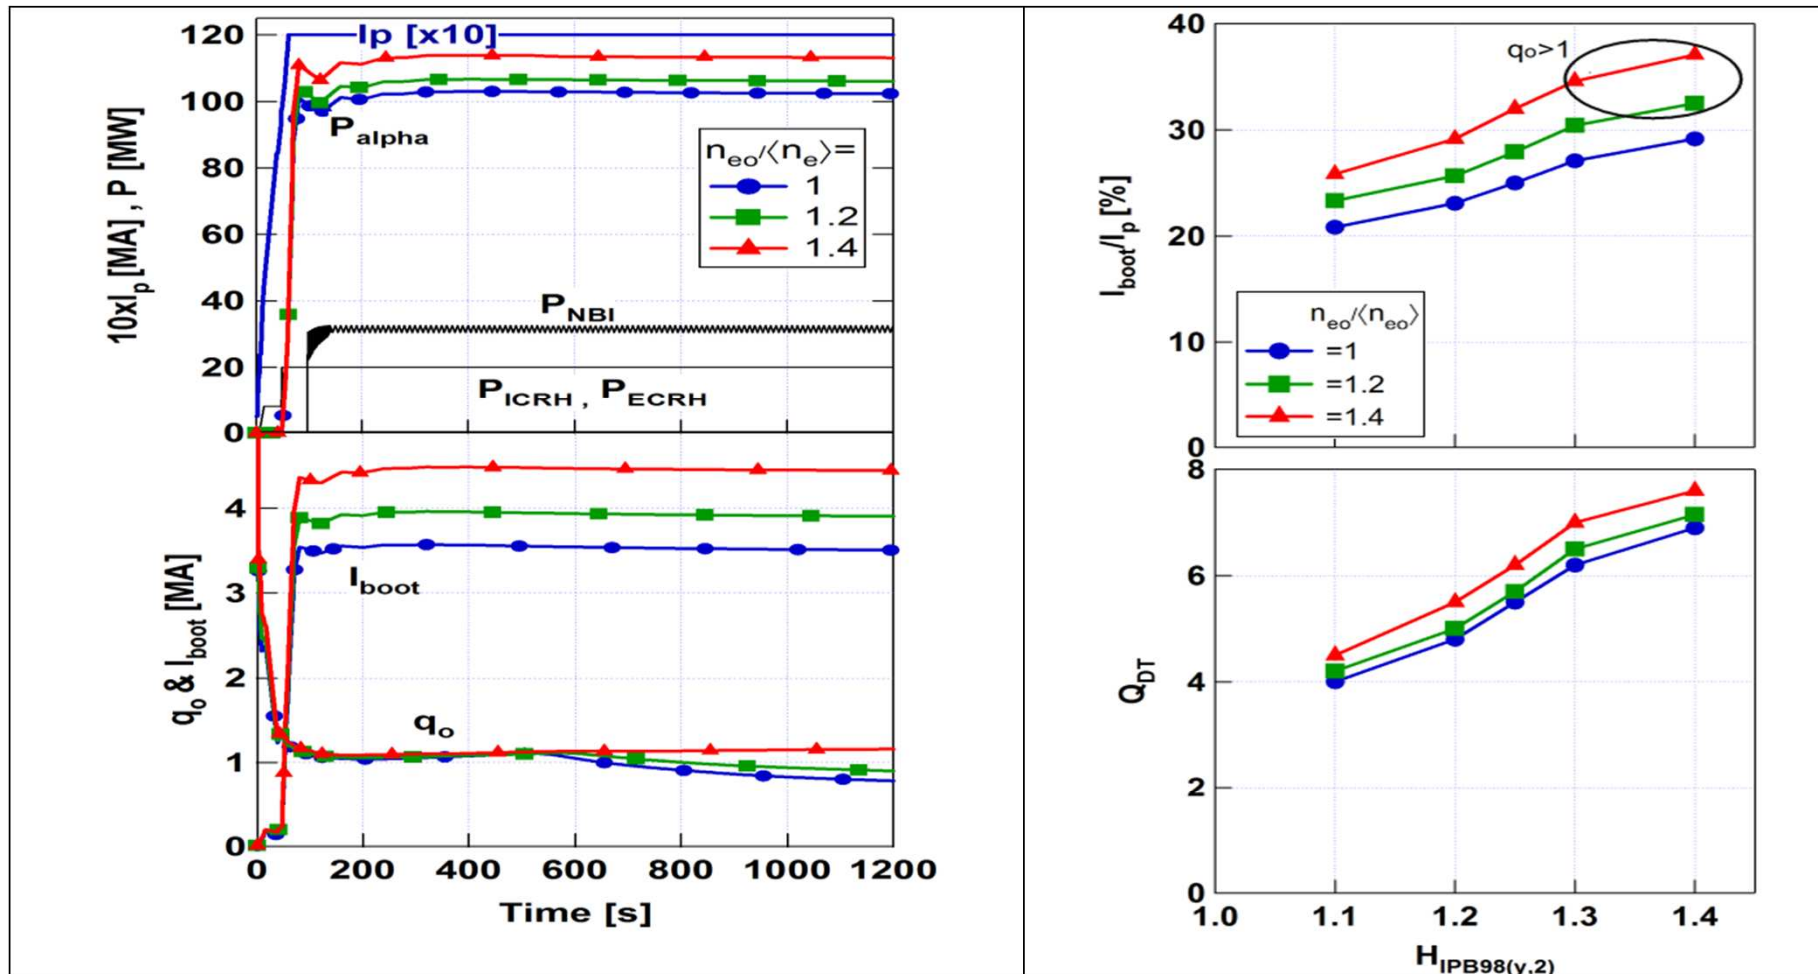 120
100
80
60
40
20
0
10xIp [MA] , P [MW]
Ip [x10]
Palpha
neo/⟨ne⟩=
1
1.2
1.4
PNBI
PICRH , PECRH
4
3
2
1
0
qo & Iboot [MA]
Iboot
qo
0 200 400 600 800 1000 1200
Time [s]
40
30
20
10
0
Iboot/Ip [%]
qo>1
neo/⟨neo⟩
=1
=1.2
=1.4
8
6
4
2
0
QDT
1.0 1.1 1.2 1.3 1.4
HIPB98(y,2)